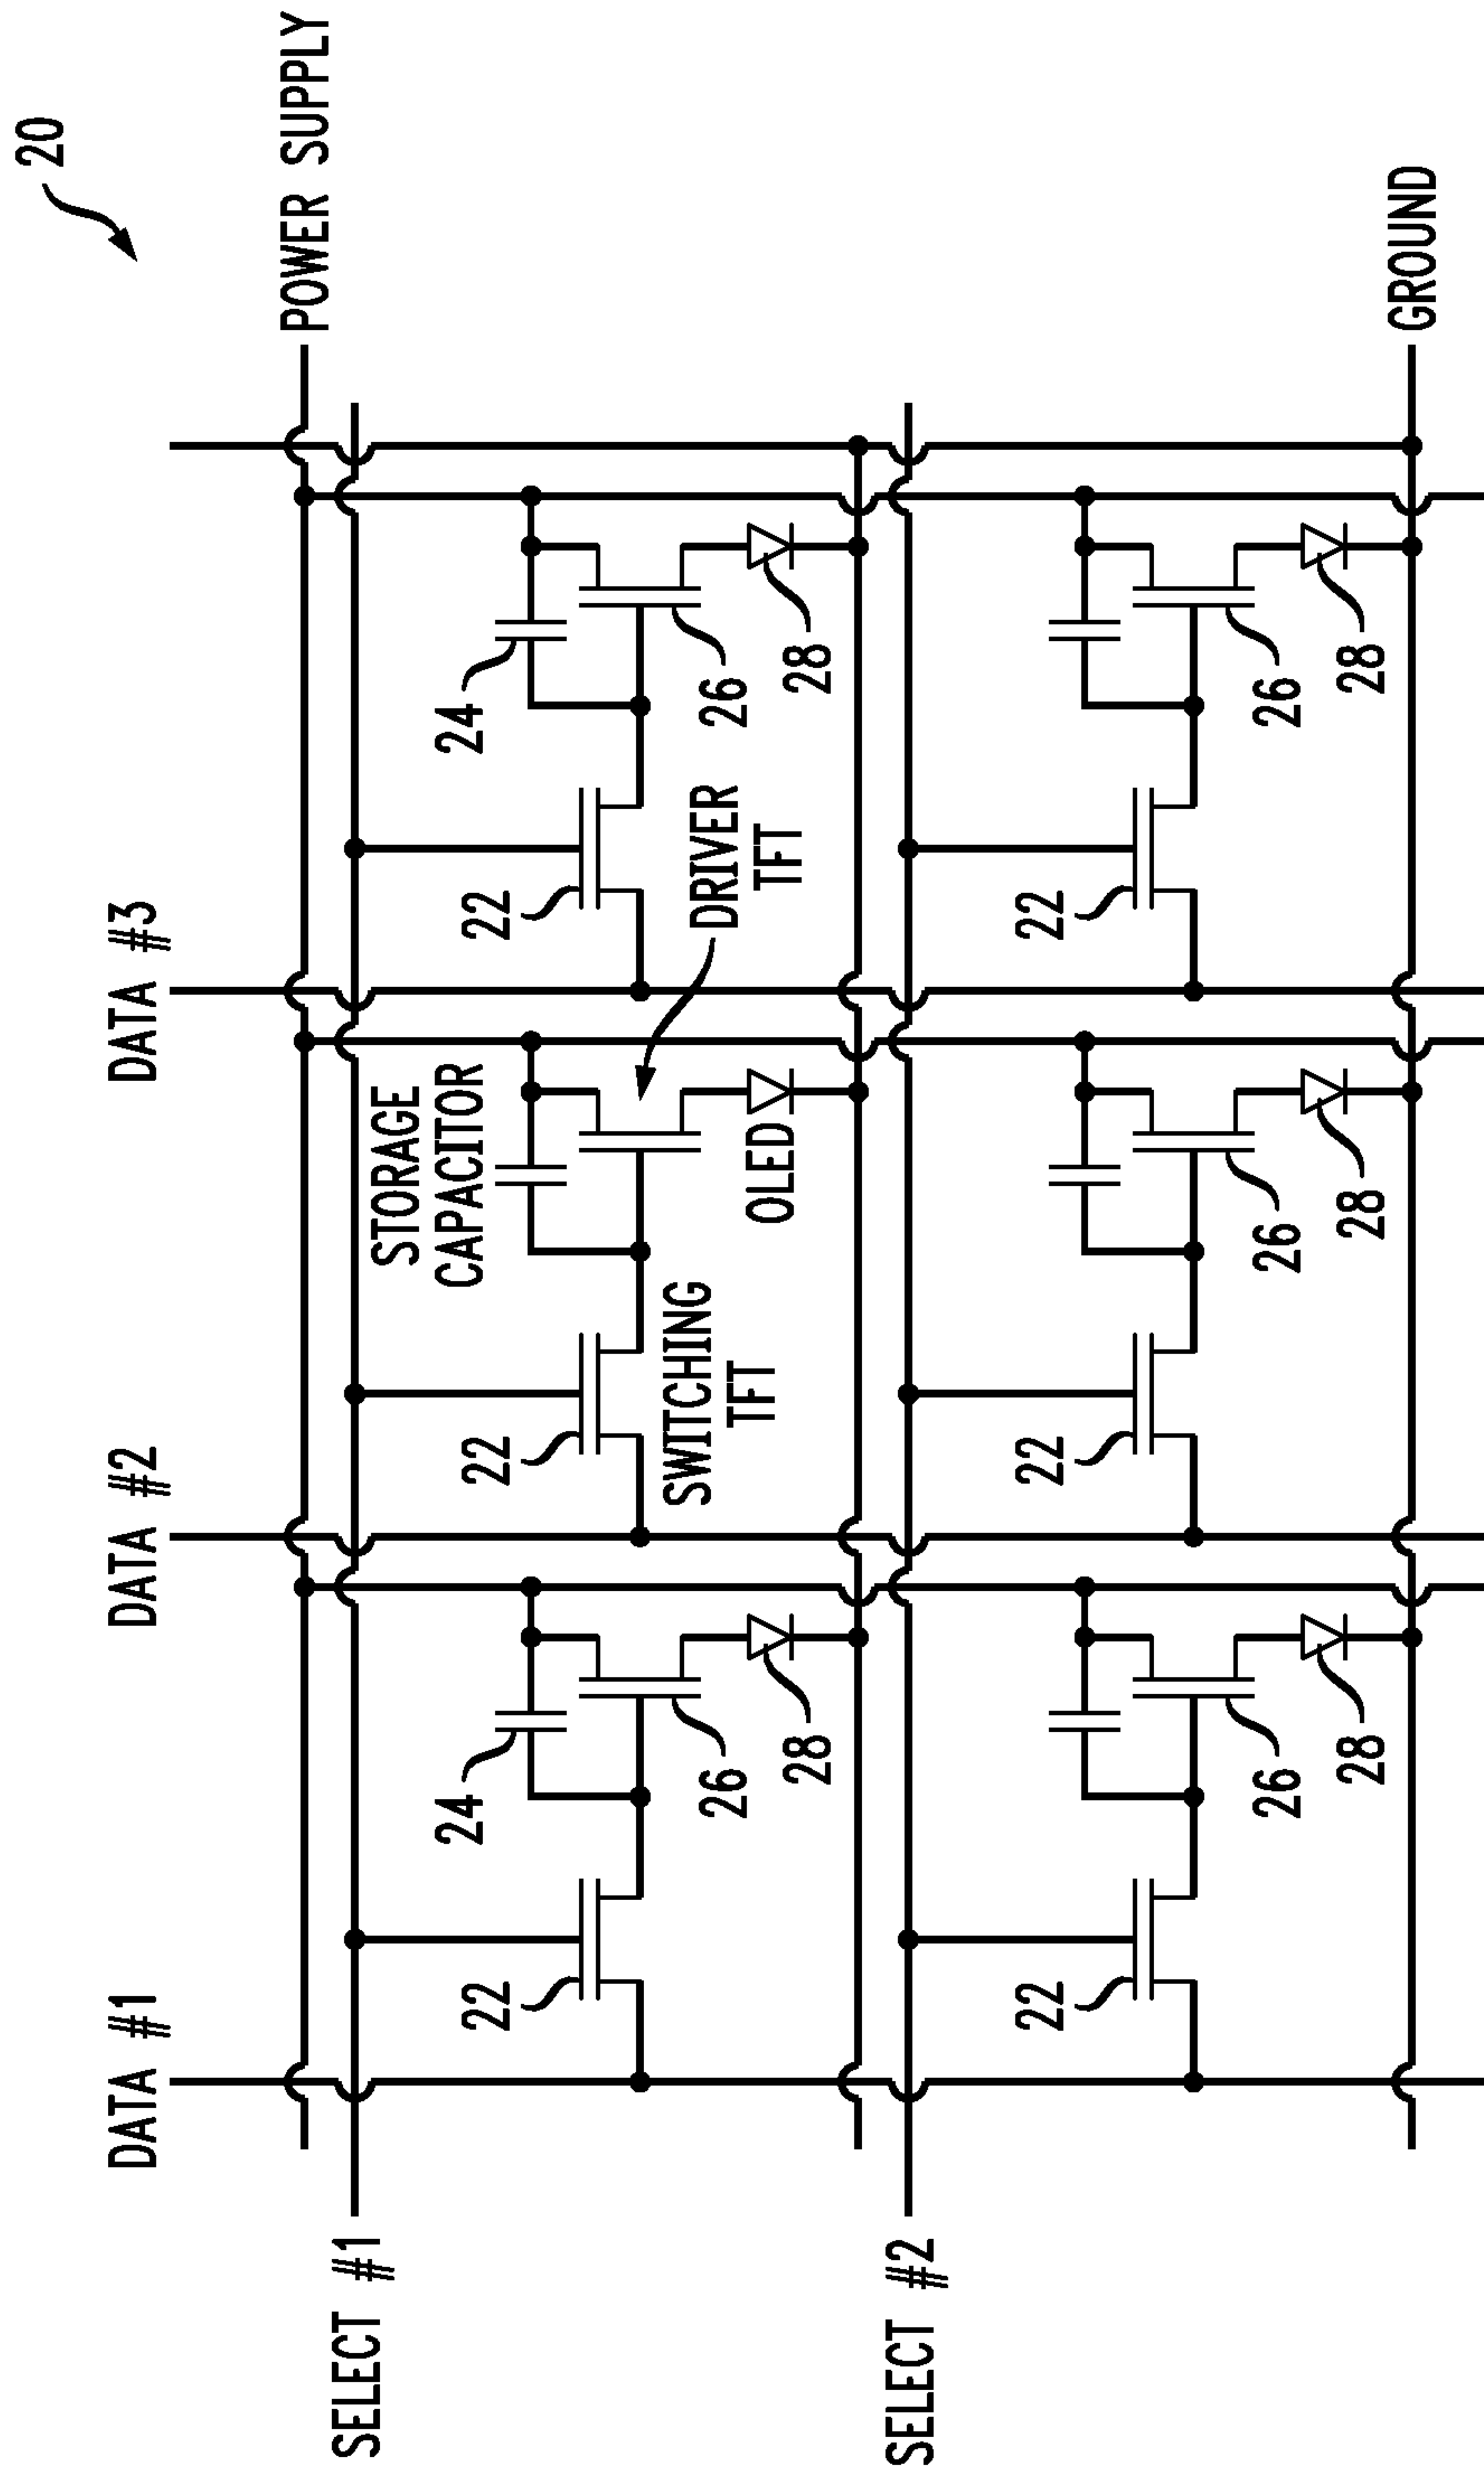 20
DATA #1
DATA #2
DATA #3
POWER SUPPLY
SELECT #1
STORAGE
CAPACITOR
24
24
22
22
22
SWITCHING
TFT
DRIVER
TFT
26
26
OLED
28
28
SELECT #2
22
22
22
26
26
26
28
28
28
GROUND